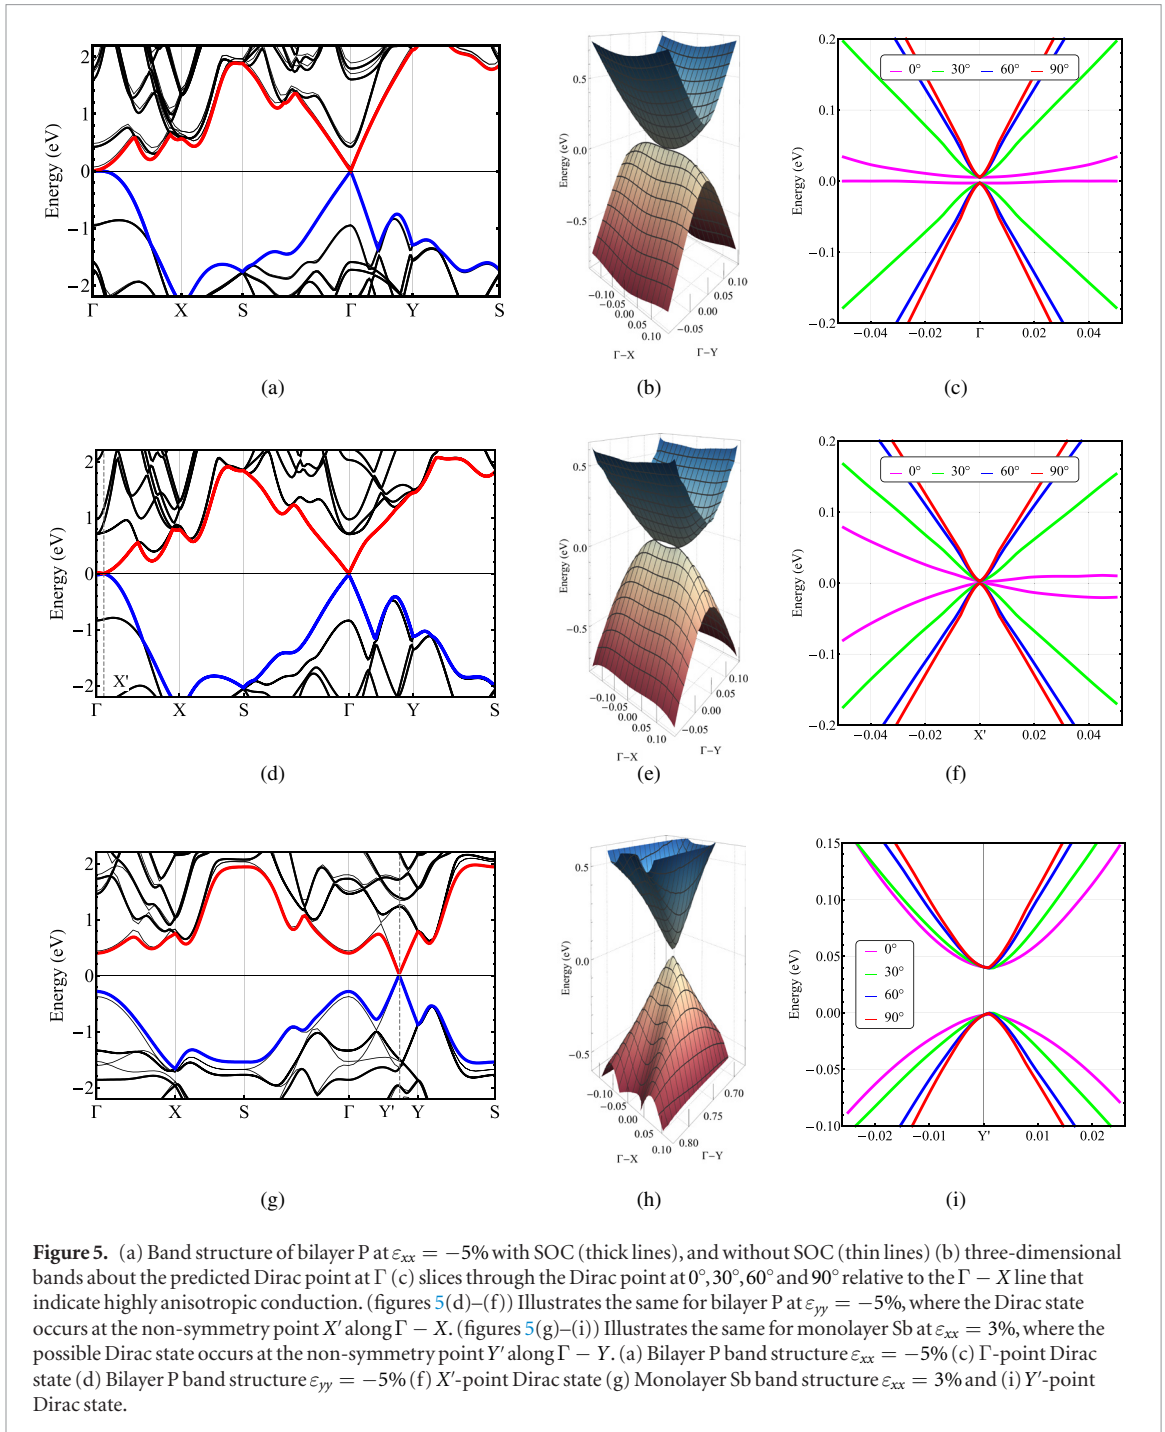 2
1
0
−1
−2
Energy (eV)
Γ X S Γ Y S
(a)
0.5
0.0
−0.5
Energy (eV)
−0.10
−0.05
0.00
0.05
0.10
Γ−X
−0.05
0.00
0.05
0.10
Γ−Y
(b)
0.2
0.1
0.0
−0.1
−0.2
Energy (eV)
0° 30° 60° 90°
−0.04 −0.02 Γ 0.02 0.04
(c)
2
1
0
−1
−2
Energy (eV)
X'
Γ X S Γ Y S
(d)
0.5
0.0
−0.5
Energy (eV)
−0.10
−0.05
0.00
0.05
0.10
Γ−X
−0.05
0.00
0.05
0.10
Γ−Y
(e)
0.2
0.1
0.0
−0.1
−0.2
Energy (eV)
0° 30° 60° 90°
−0.04 −0.02 X' 0.02 0.04
(f)
2
1
0
−1
−2
Energy (eV)
Γ X S Γ Y' Y S
(g)
0.5
0.0
−0.5
Energy (eV)
−0.10
−0.05
0.00
0.05
0.10
Γ−X
0.70
0.75
0.80
Γ−Y
(h)
0.15
0.10
0.05
0.00
−0.05
−0.10
Energy (eV)
0°
30°
60°
90°
−0.02 −0.01 Y' 0.01 0.02
(i)
Figure 5. (a) Band structure of bilayer P at εxx = −5% with SOC (thick lines), and without SOC (thin lines) (b) three-dimensional
bands about the predicted Dirac point at Γ (c) slices through the Dirac point at 0°, 30°, 60° and 90° relative to the Γ − X line that
indicate highly anisotropic conduction. (figures 5(d)–(f)) Illustrates the same for bilayer P at εyy = −5%, where the Dirac state
occurs at the non-symmetry point X′ along Γ − X. (figures 5(g)–(i)) Illustrates the same for monolayer Sb at εxx = 3%, where the
possible Dirac state occurs at the non-symmetry point Y′ along Γ − Y. (a) Bilayer P band structure εxx = −5% (c) Γ-point Dirac
state (d) Bilayer P band structure εyy = −5% (f) X′-point Dirac state (g) Monolayer Sb band structure εxx = 3% and (i) Y′-point
Dirac state.